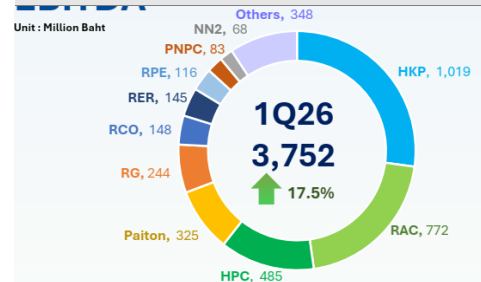 EBITDA
Unit : Million Baht
Others, 348
NN2, 68
PNPC, 83
RPE, 116
RER, 145
RCO, 148
RG, 244
Paiton, 325
HPC, 485
RAC, 772
HKP, 1,019
1Q26
3,752
17.5%